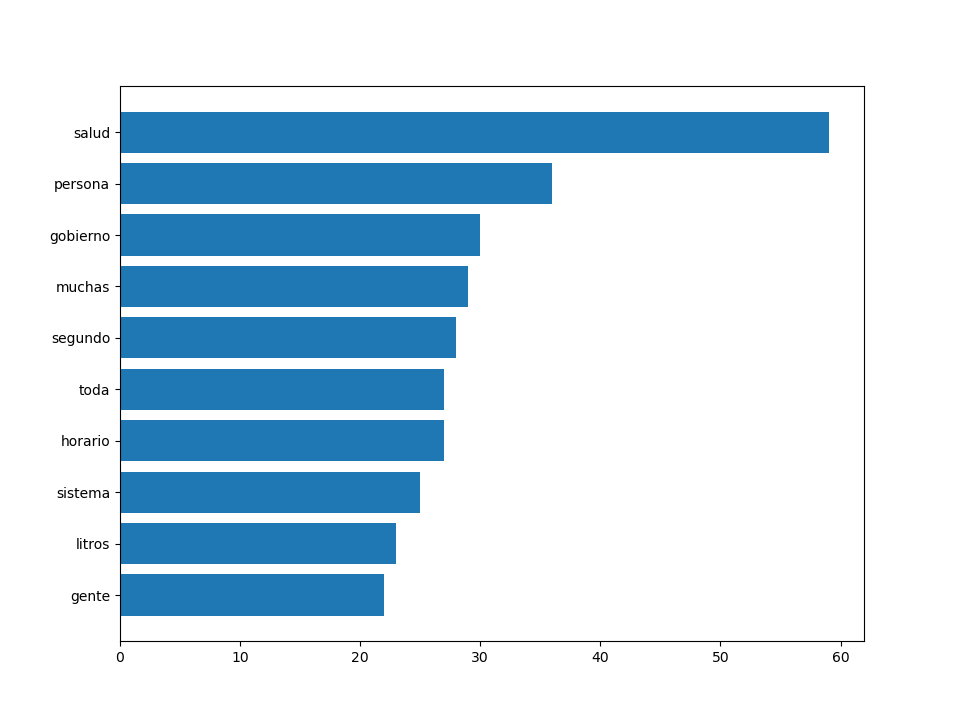 salud
persona
gobierno
muchas
segundo
toda
horario
sistema
litros
gente
0 10 20 30 40 50 60